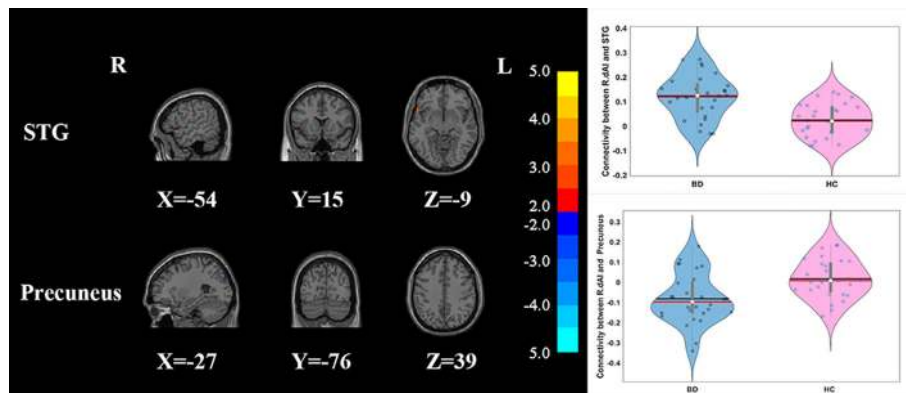 R
L
STG
X=-54
Y=15
Z=-9
Precuneus
X=-27
Y=-76
Z=39
5.0
4.0
3.0
2.0
-2.0
-3.0
-4.0
5.0
Connectivity between R.dAI and STG
0.4
0.3
0.2
0.1
0
-0.1
0.2
BD
HC
Connectivity between R.dAI and Precuneus
0.3
0.2
0.1
0
-0.1
-0.2
-0.3
-0.4
BD
HC